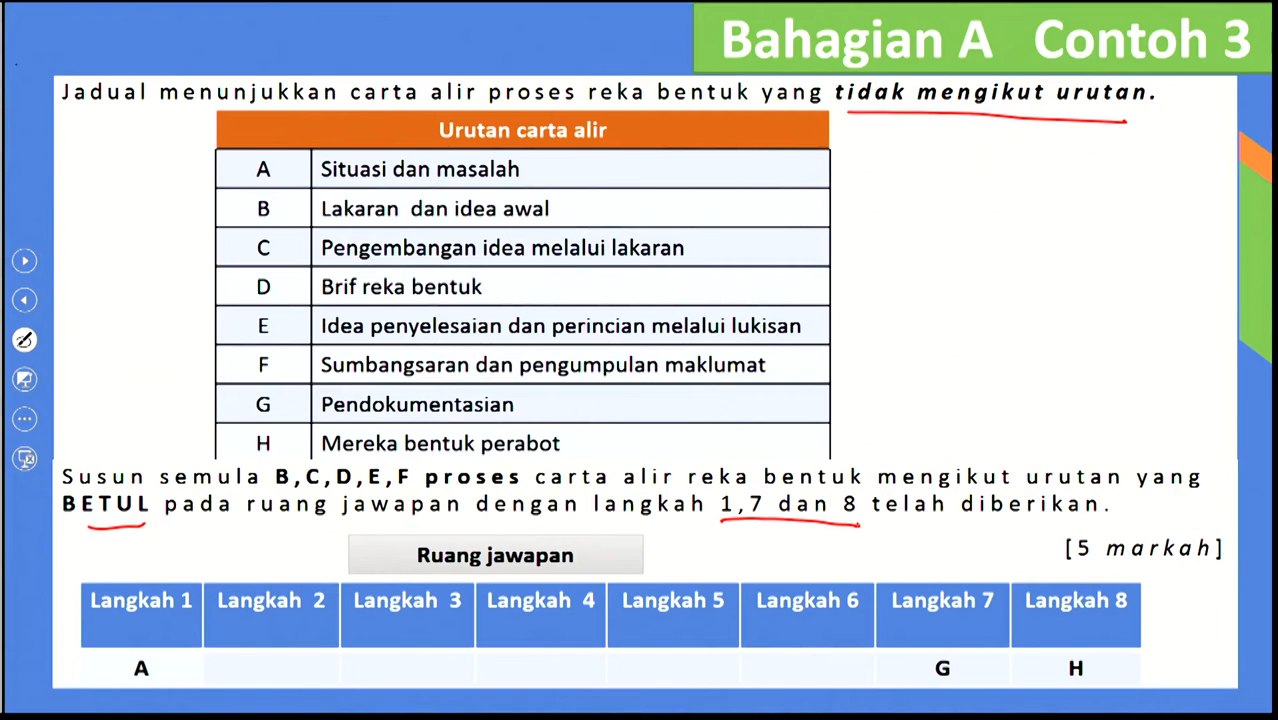 Bahagian A Contoh 3
Jadual menunjukkan carta alir proses reka bentuk yang tidak mengikut urutan.
Urutan carta alir
A Situasi dan masalah
B Lakaran dan idea awal
C Pengembangan idea melalui lakaran
D Brif reka bentuk
E Idea penyelesaian dan perincian melalui lukisan
F Sumbangsaran dan pengumpulan maklumat
G Pendokumentasian
H Mereka bentuk perabot
Susun semula B,C,D,E,F proses carta alir reka bentuk mengikut urutan yang
BETUL pada ruang jawapan dengan langkah 1,7 dan 8 telah diberikan.
[5 markah]
Ruang jawapan
Langkah 1 Langkah 2 Langkah 3 Langkah 4 Langkah 5 Langkah 6 Langkah 7 Langkah 8
A G H